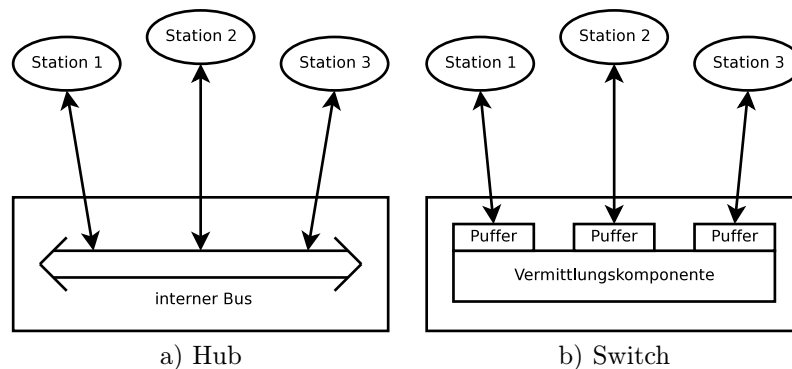 Station 1
Station 2
Station 3
interner Bus
a) Hub
Station 1
Station 2
Station 3
Puffer
Puffer
Puffer
Vermittlungskomponente
b) Switch